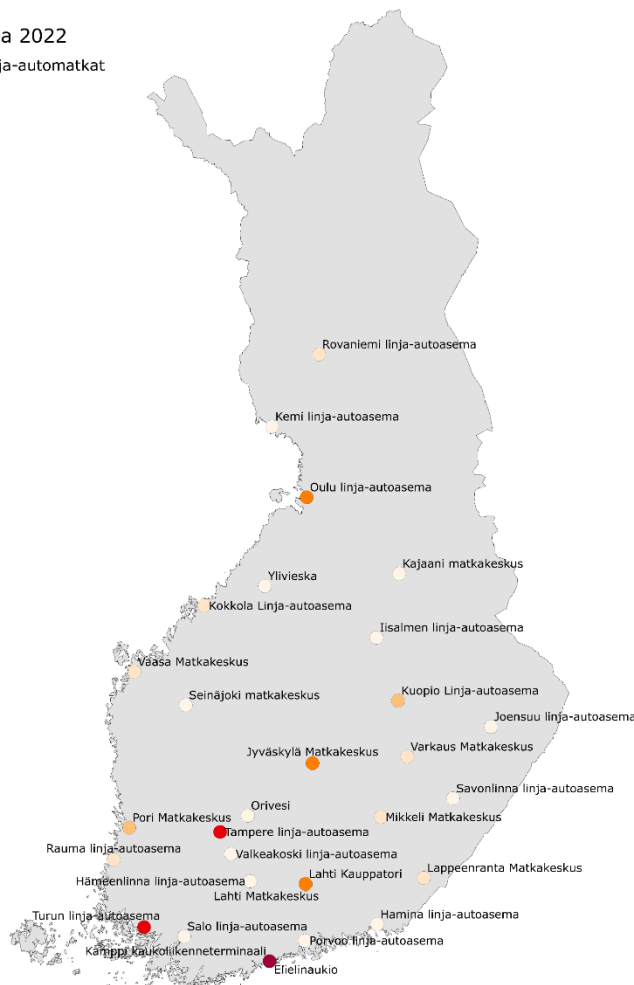 a 2022
ja-automatkat
Rovaniemi linja-autoasema
Kemi linja-autoasema
Oulu linja-autoasema
Kajaani matkakeskus
Ylivieska
Kokkola Linja-autoasema
Iisalmen linja-autoasema
Vaasa Matkakeskus
Seinäjoki matkakeskus
Kuopio Linja-autoasema
Joensuu linja-autoasema
Jyväskylä Matkakeskus
Varkaus Matkakeskus
Savonlinna linja-autoasema
Orivesi
Pori Matkakeskus
Mikkeli Matkakeskus
Tampere linja-autoasema
Rauma linja-autoasema
Valkeakoski linja-autoasema
Lappeenranta Matkakeskus
Hämeenlinna linja-autoasema
Lahti Kauppatori
Lahti Matkakeskus
Turun linja-autoasema
Hamina linja-autoasema
Salo linja-autoasema
Porvoo linja-autoasema
Kamppi kaukoliikenneterminaali
Elielinaukio